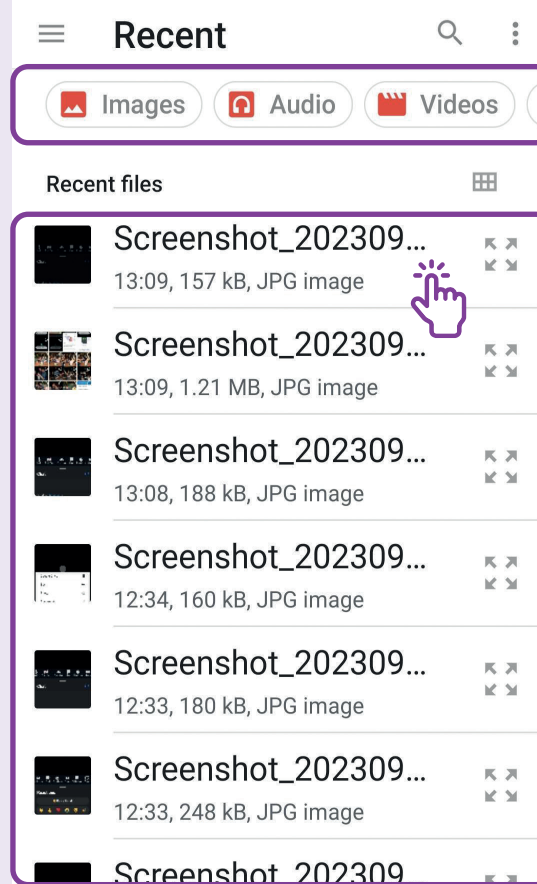 Recent
Images Audio Videos
Recent files
Screenshot_202309...
13:09, 157 kB, JPG image
Screenshot_202309...
13:09, 1.21 MB, JPG image
Screenshot_202309...
13:08, 188 kB, JPG image
Screenshot_202309...
12:34, 160 kB, JPG image
Screenshot_202309...
12:33, 180 kB, JPG image
Screenshot_202309...
12:33, 248 kB, JPG image
Screenshot_202309